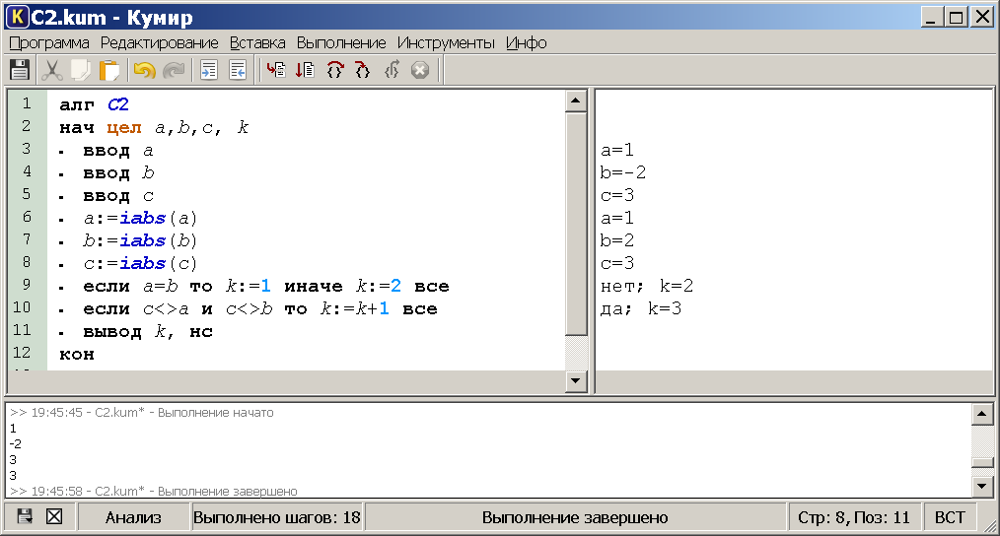 C2.kum - Кумир
Программа Редактирование Вставка Выполнение Инструменты Инфо
1 алг C2
2 нач цел a,b,c, k
3 . ввод a a=1
4 . ввод b b=-2
5 . ввод c c=3
6 . a:=iabs(a) a=1
7 . b:=iabs(b) b=2
8 . c:=iabs(c) c=3
9 . если a=b то k:=1 иначе k:=2 все нет; k=2
10 . если c<>a и c<>b то k:=k+1 все да; k=3
11 . вывод k, нс
12 кон
>> 19:45:45 - C2.kum* - Выполнение начато
1
-2
3
3
>> 19:45:58 - C2.kum* - Выполнение завершено
Анализ Выполнено шагов: 18 Выполнение завершено Стр: 8, Поз: 11 ВСТ